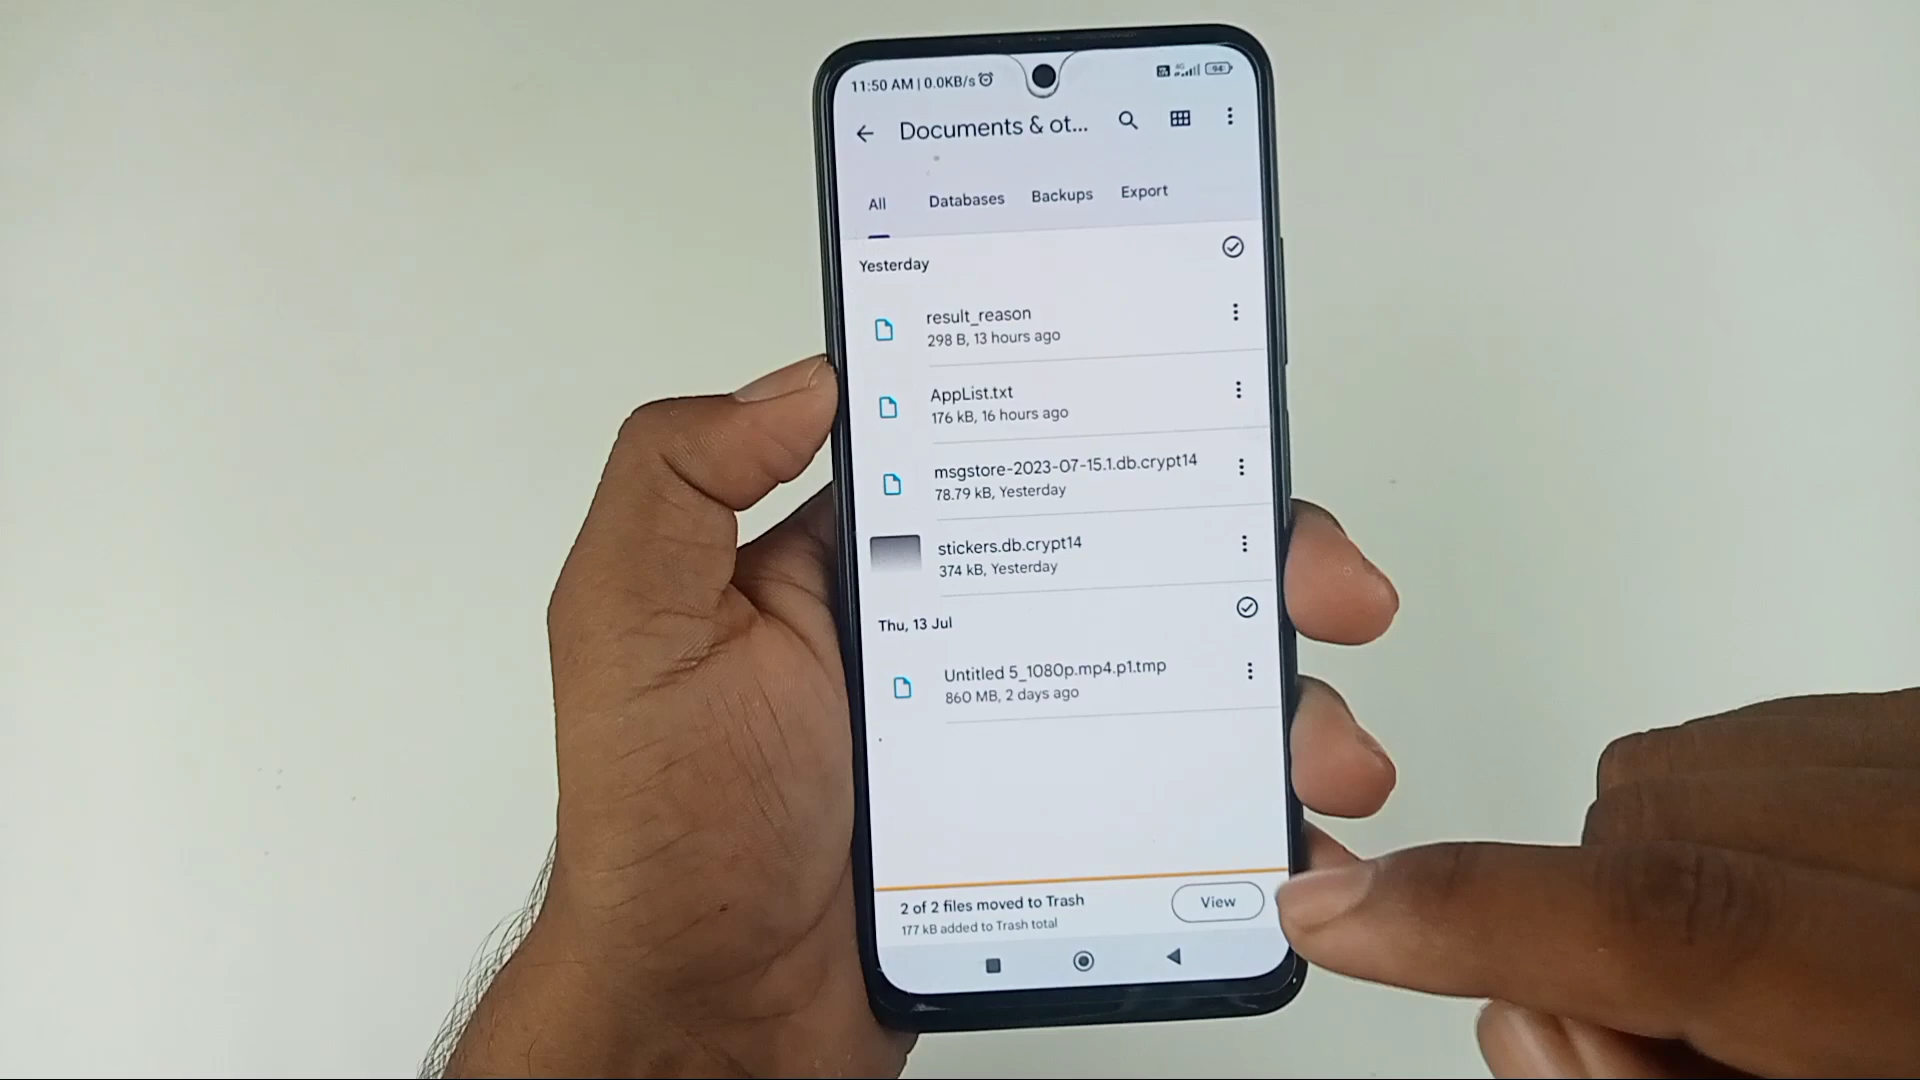 11:50 AM | 0.0KB/s
4G
94
Documents & ot...
All
Databases
Backups
Export
Yesterday
result_reason
298 B, 13 hours ago
AppList.txt
176 kB, 16 hours ago
msgstore-2023-07-15.1.db.crypt14
78.79 kB, Yesterday
stickers.db.crypt14
374 kB, Yesterday
Thu, 13 Jul
Untitled 5_1080p.mp4.p1.tmp
860 MB, 2 days ago
2 of 2 files moved to Trash
177 kB added to Trash total
View